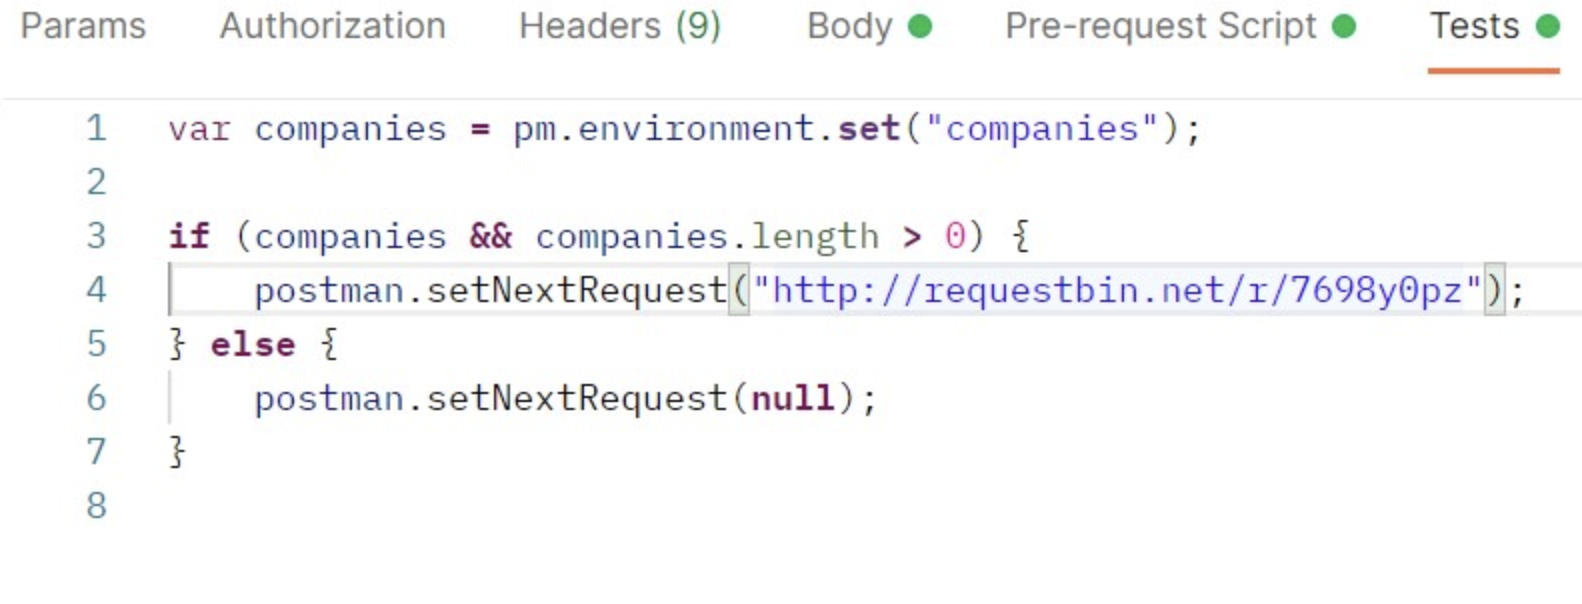 Params Authorization Headers (9) Body Pre-request Script Tests
1 var companies = pm.environment.set("companies");
2
3 if (companies && companies.length > 0) {
4     postman.setNextRequest("http://requestbin.net/r/7698y0pz");
5 } else {
6     postman.setNextRequest(null);
7 }
8